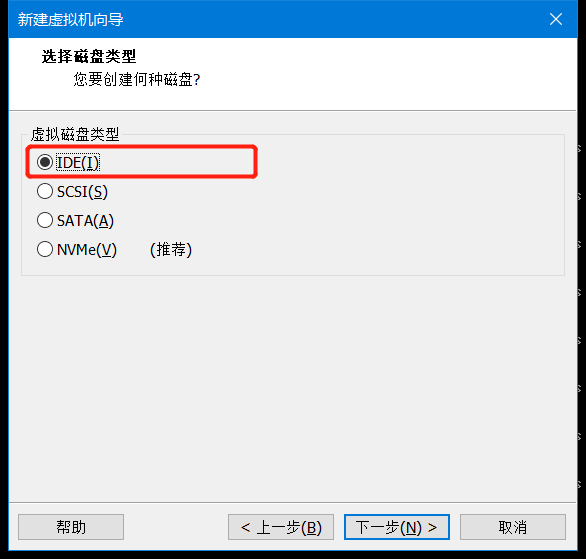 新建虚拟机向导
选择磁盘类型
您要创建何种磁盘?
虚拟磁盘类型
IDE(I)
SCSI(S)
SATA(A)
NVMe(V) (推荐)
帮助 < 上一步(B) 下一步(N) > 取消